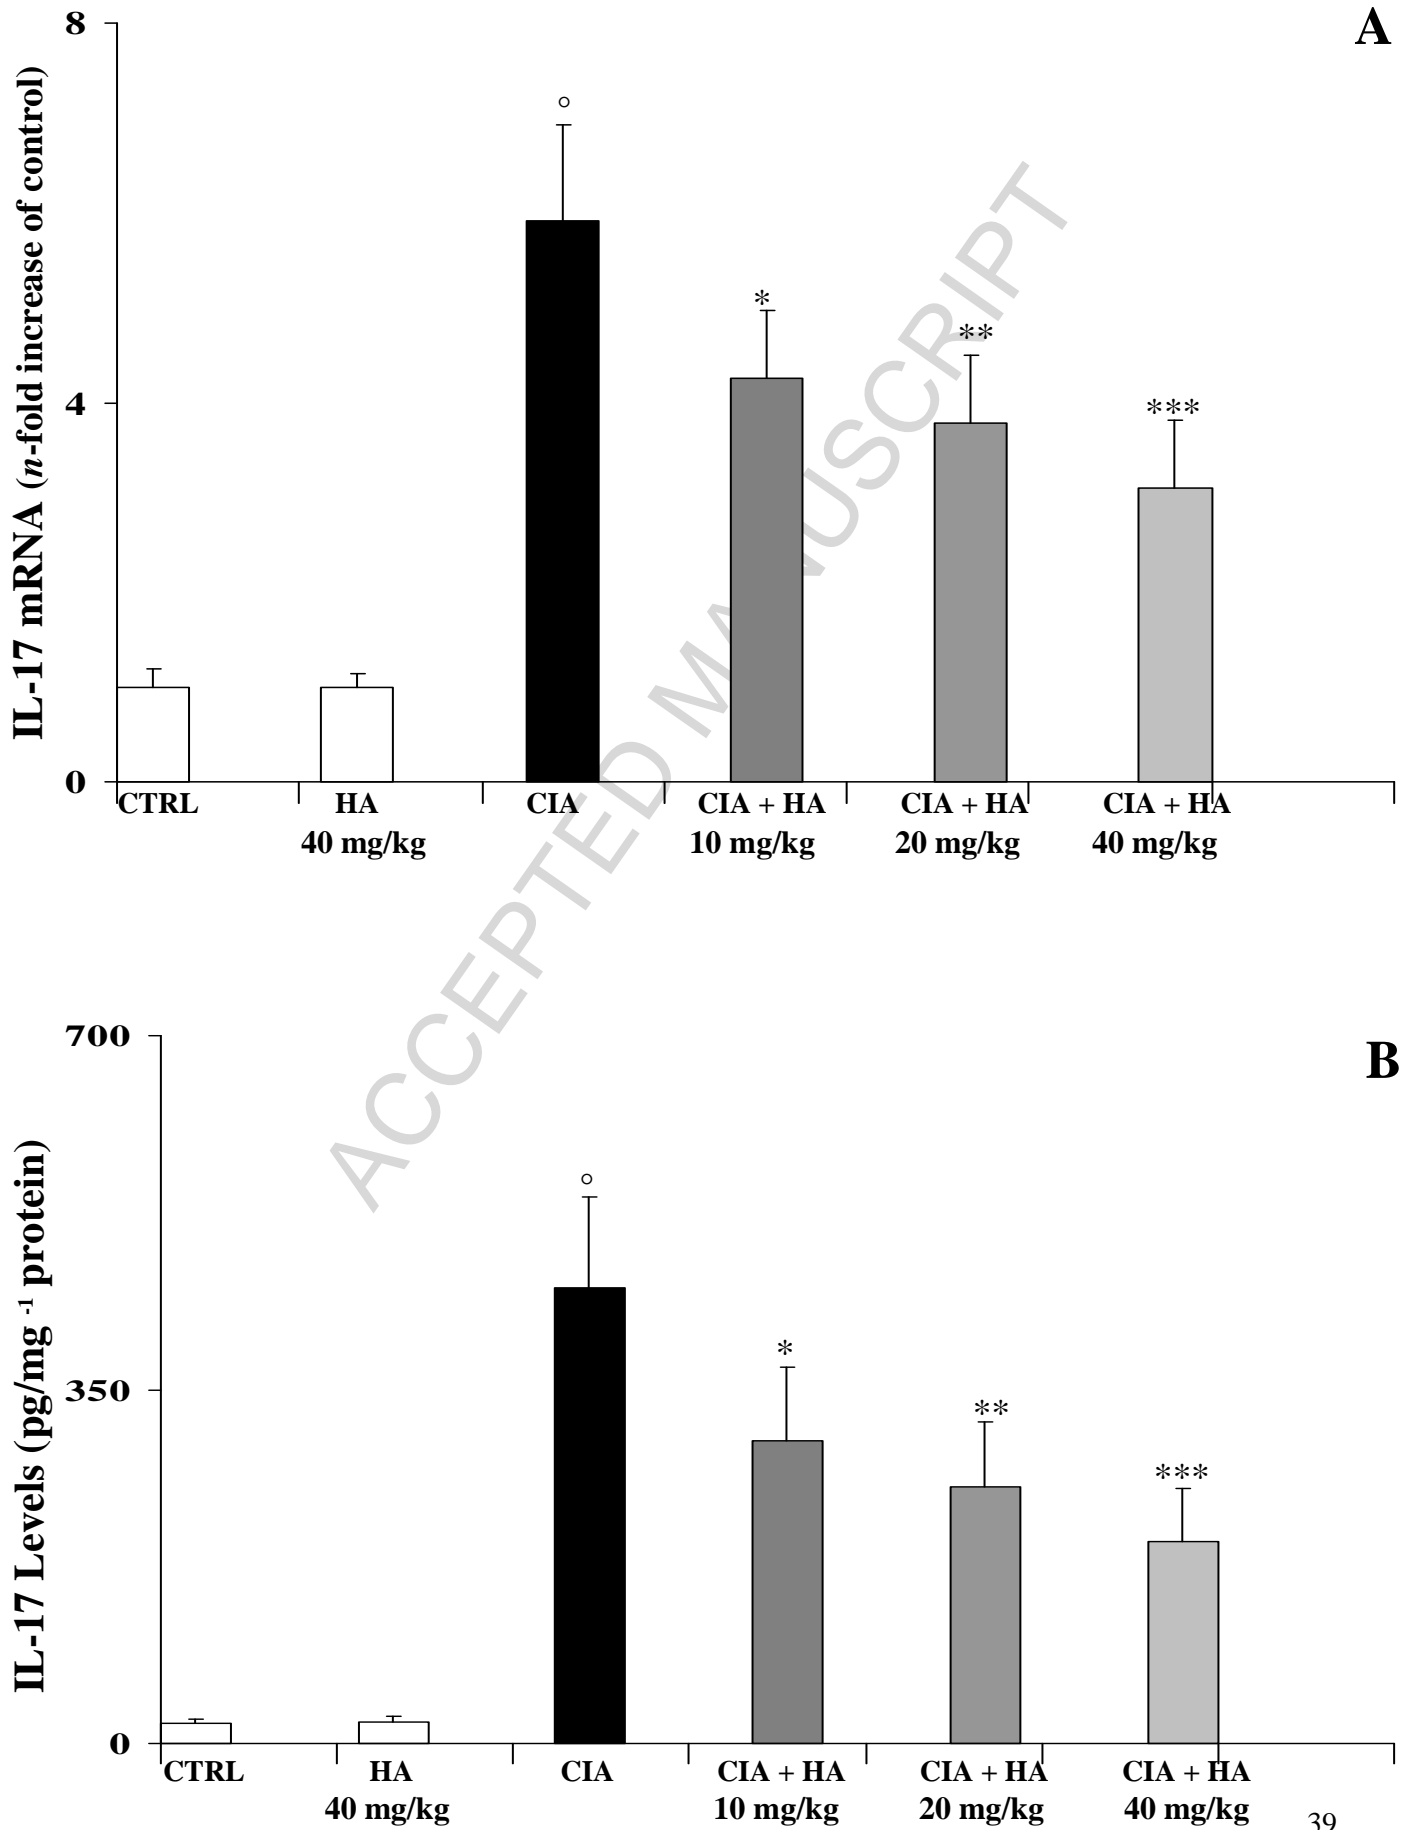 A
8
4
0
IL-17 mRNA (n-fold increase of control)
°
*
**
***
CTRL HA CIA CIA + HA CIA + HA CIA + HA
40 mg/kg 10 mg/kg 20 mg/kg 40 mg/kg
ACCEPTED MANUSCRIPT
B
700
350
0
IL-17 Levels (pg/mg ⁻¹ protein)
°
*
**
***
CTRL HA CIA CIA + HA CIA + HA CIA + HA
40 mg/kg 10 mg/kg 20 mg/kg 40 mg/kg
39